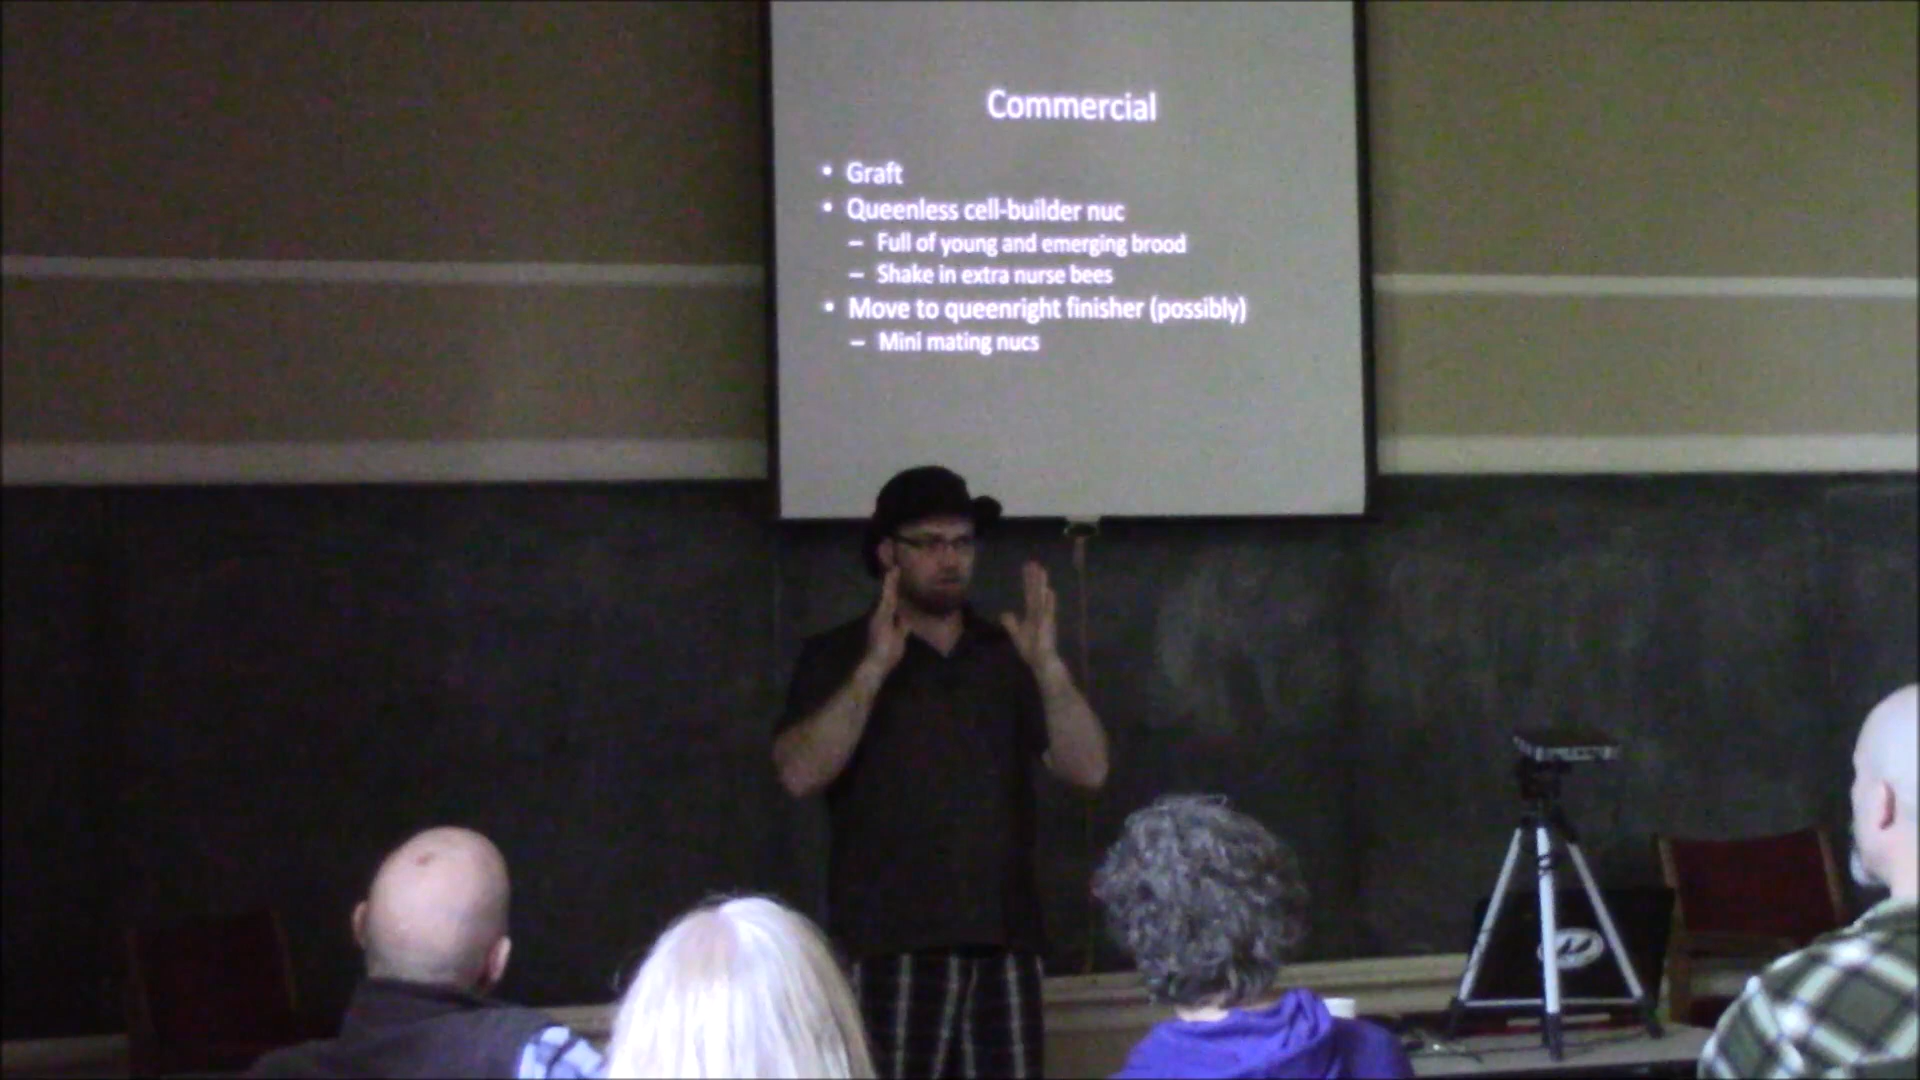 Commercial
• Graft
• Queenless cell-builder nuc
– Full of young and emerging brood
– Shake in extra nurse bees
• Move to queenright finisher (possibly)
– Mini mating nucs